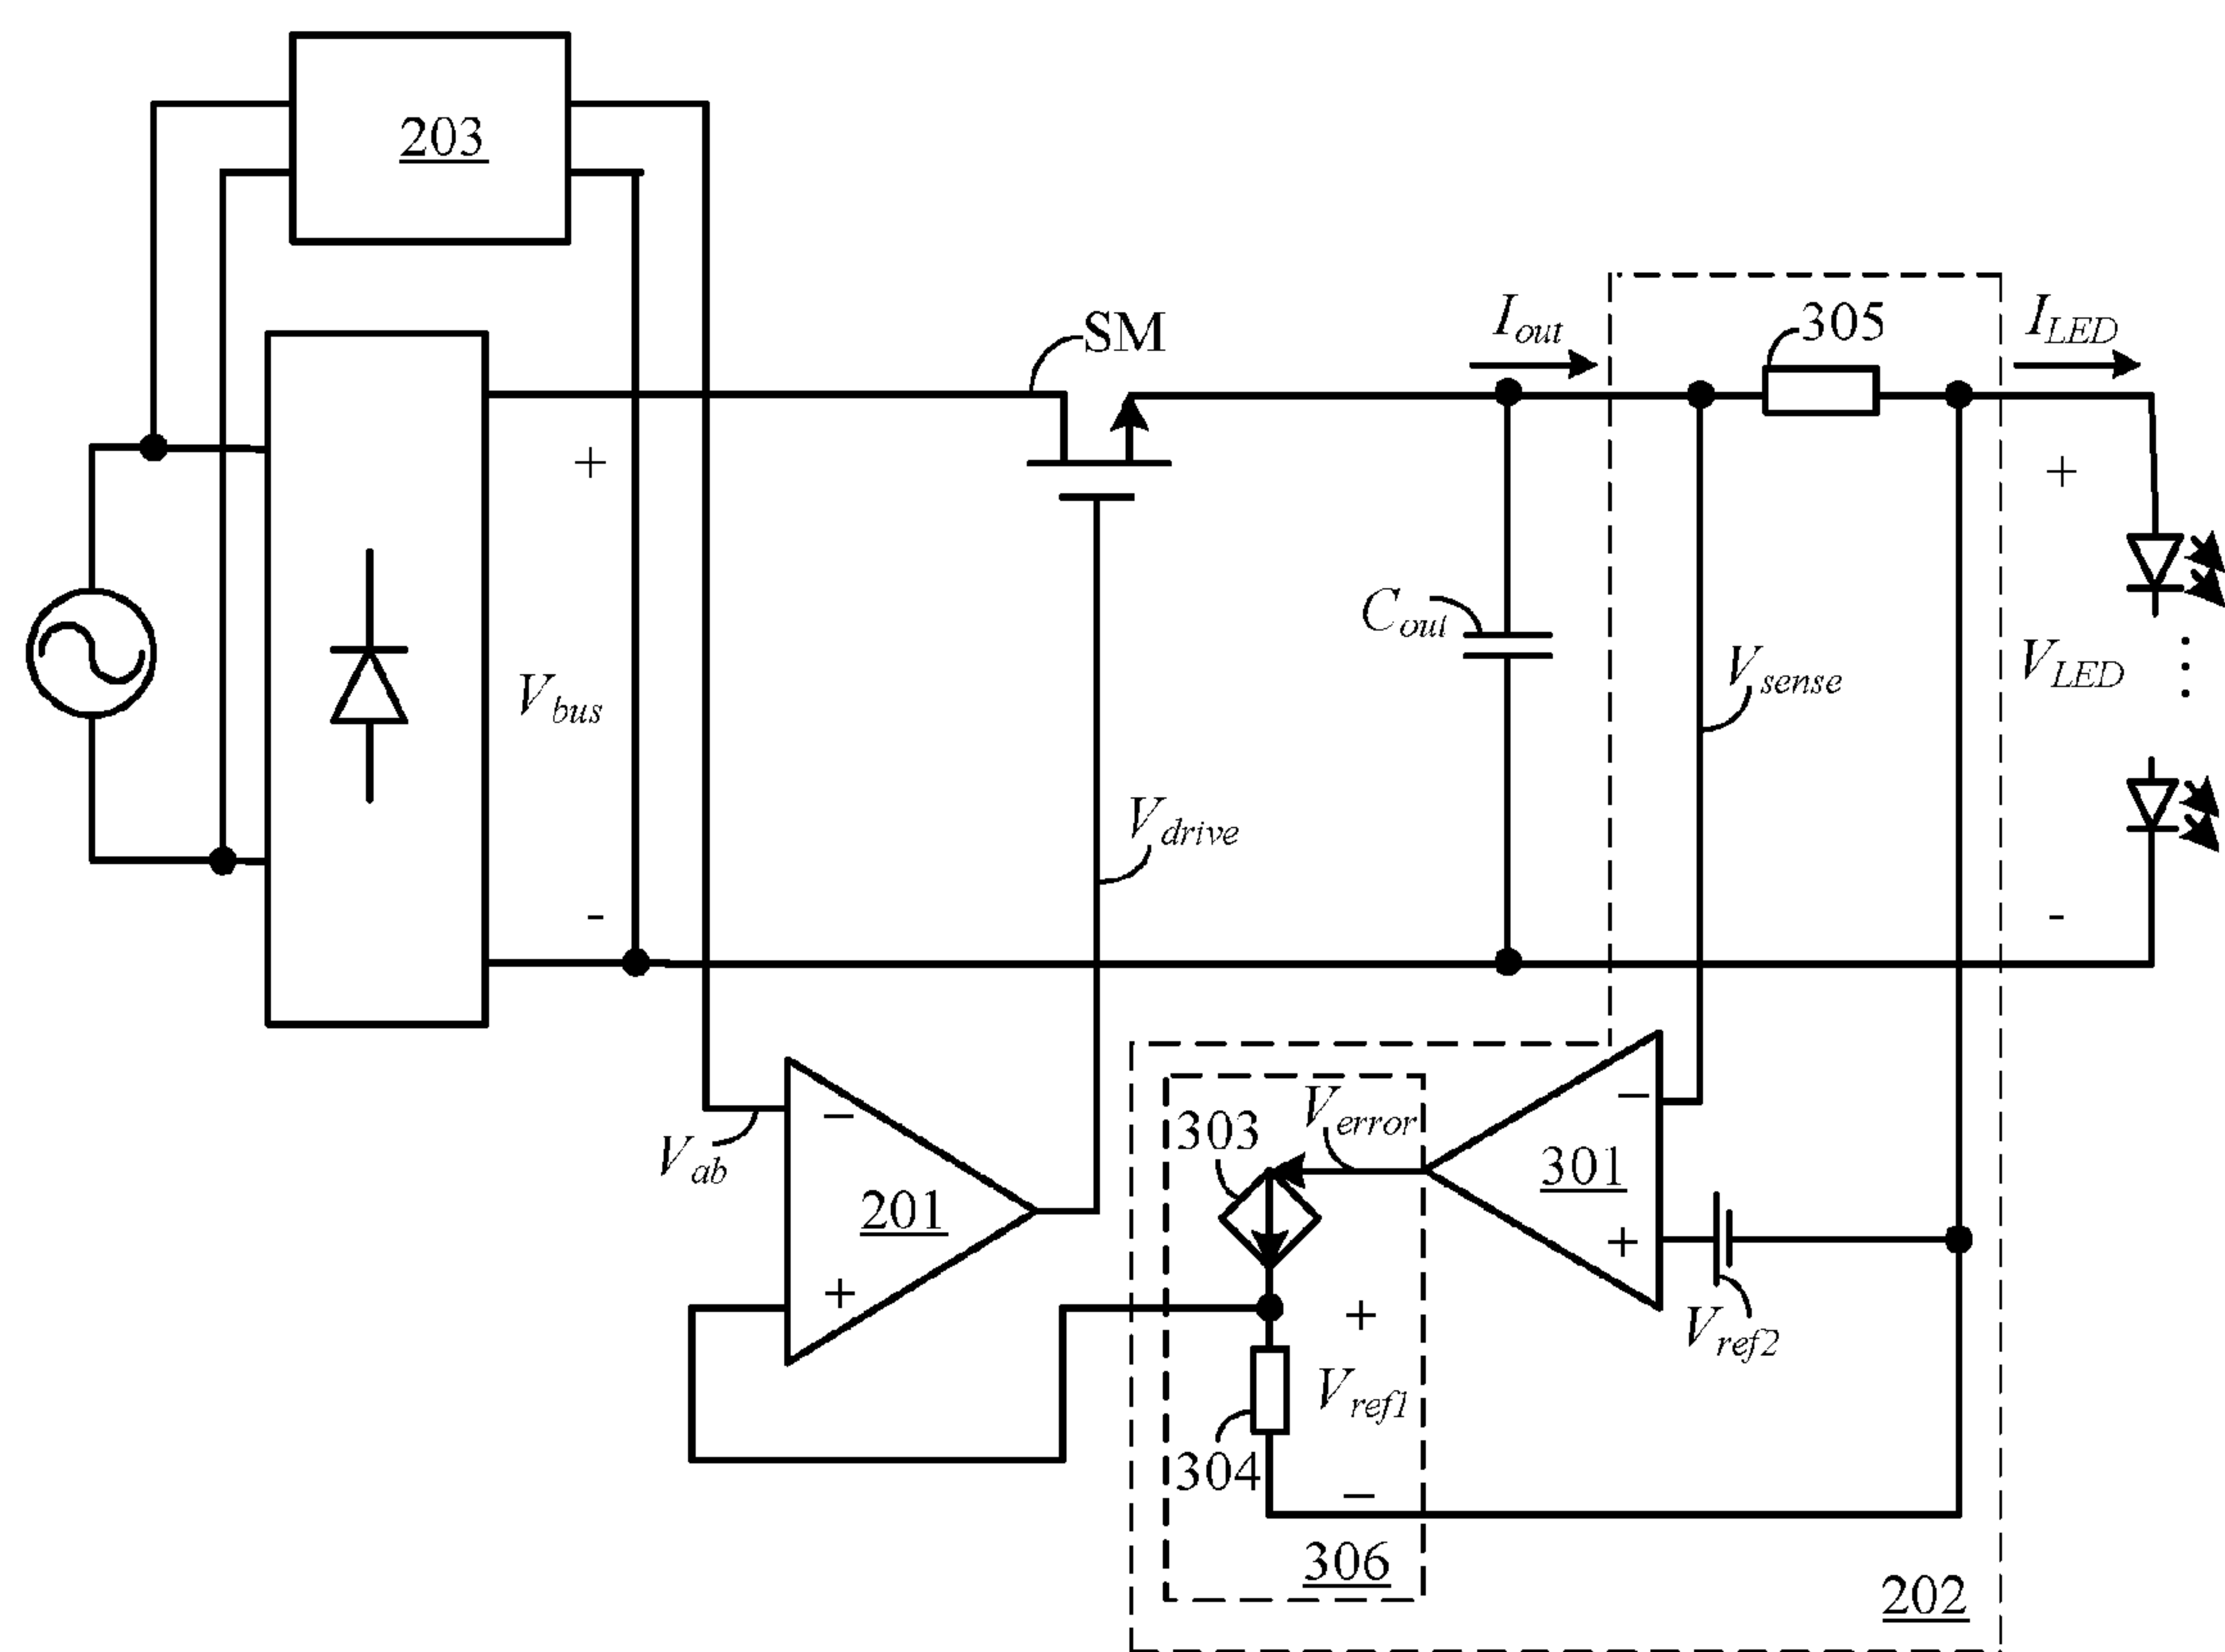 203
SM
I_out
305
I_LED
+
+
V_bus
C_out
V_sense
V_LED
V_drive
-
-
V_ab
201
−
+
303
V_error
301
−
+
V_ref2
+
V_ref1
−
304
306
202